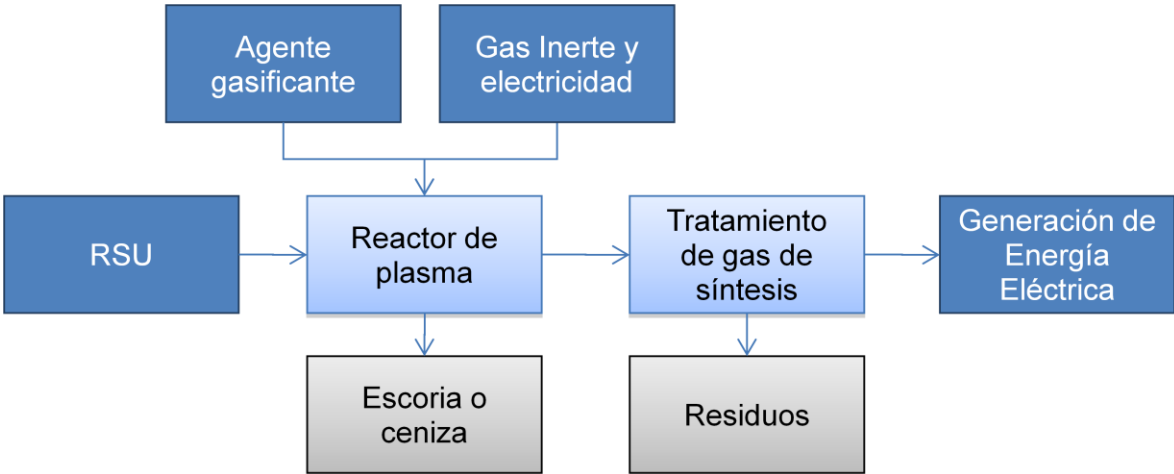 Agente
gasificante
Gas Inerte y
electricidad
RSU
Reactor de
plasma
Tratamiento
de gas de
síntesis
Generación de
Energía
Eléctrica
Escoria o
ceniza
Residuos